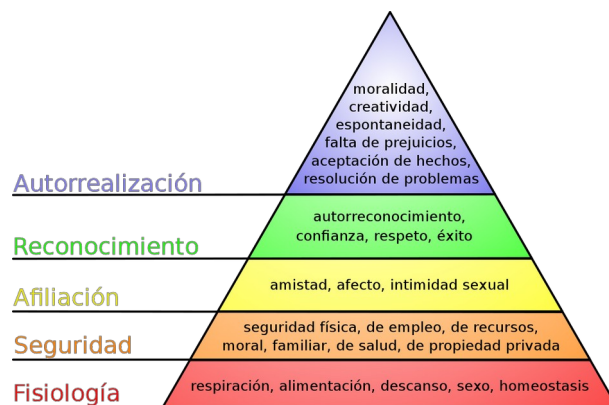 moralidad,
creatividad,
espontaneidad,
falta de prejuicios,
aceptación de hechos,
resolución de problemas
Autorrealización
autorreconocimiento,
confianza, respeto, éxito
Reconocimiento
amistad, afecto, intimidad sexual
Afiliación
seguridad física, de empleo, de recursos,
moral, familiar, de salud, de propiedad privada
Seguridad
respiración, alimentación, descanso, sexo, homeostasis
Fisiología